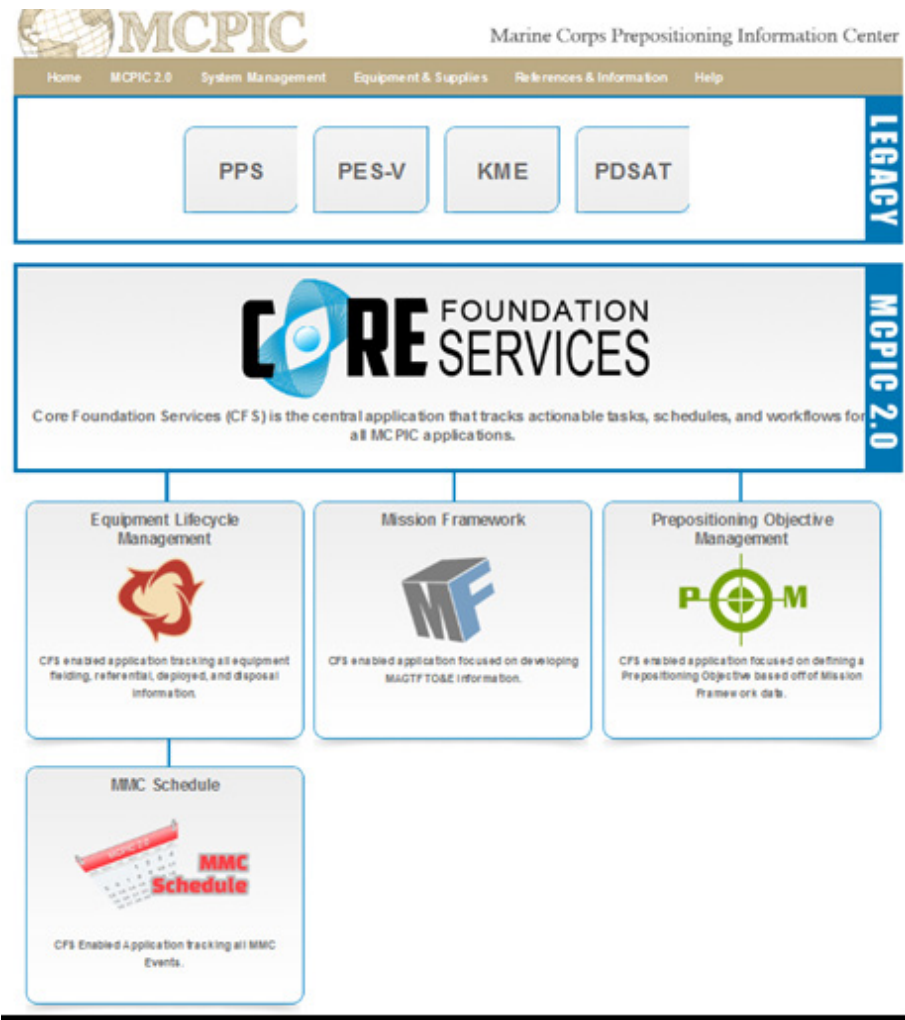 MCPIC
Marine Corps Prepositioning Information Center
Home MCPIC 2.0 System Management Equipment & Supplies References & Information Help
PPS PES-V KME PDSAT
LEGACY
CORE FOUNDATION SERVICES
MCPIC 2.0
Core Foundation Services (CFS) is the central application that tracks actionable tasks, schedules, and workflows for
all MCPIC applications.
Equipment Lifecycle
Management
CFS enabled application tracking all equipment
fielding, referential, deployed, and disposal
information.
Mission Framework
MF
CFS enabled application focused on developing
MAGTF TO&E information.
Prepositioning Objective
Management
P M
CFS enabled application focused on defining a
Prepositioning Objective based off of Mission
Framework data.
MMC Schedule
MCPIC 2.0
MMC
Schedule
CFS Enabled Application tracking all MMC
Events.